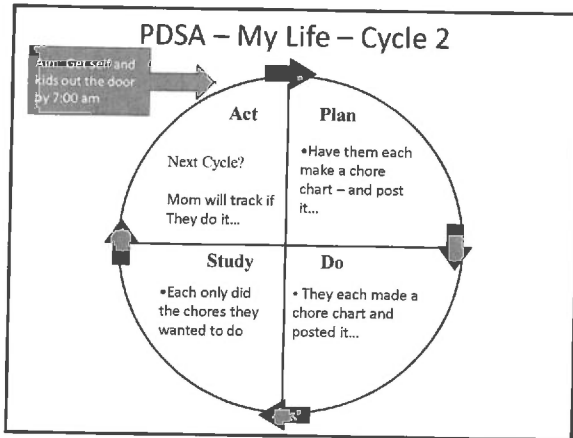 PDSA – My Life – Cycle 2
Aim: Get self and
kids out the door
by 7:00 am
Act
Next Cycle?
Mom will track if
They do it...
Plan
•Have them each
make a chore
chart – and post
it...
Study
•Each only did
the chores they
wanted to do
Do
• They each made a
chore chart and
posted it...